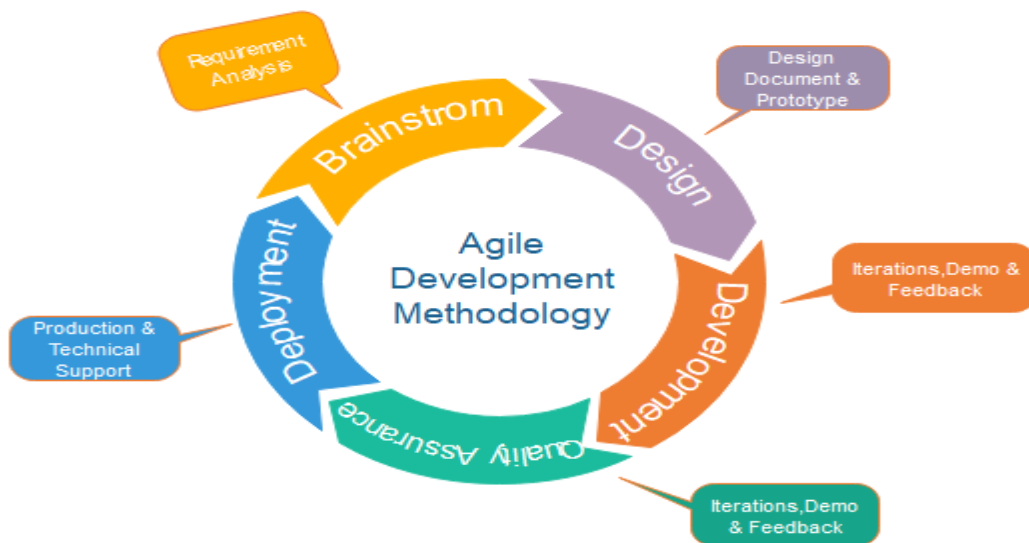 Requirement
Analysis
Brainstrom
Design
Document &
Prototype
Design
Agile
Development
Methodology
Iterations,Demo &
Feedback
Development
Deployment
Production &
Technical
Support
Quality Assurance
Iterations,Demo
& Feedback